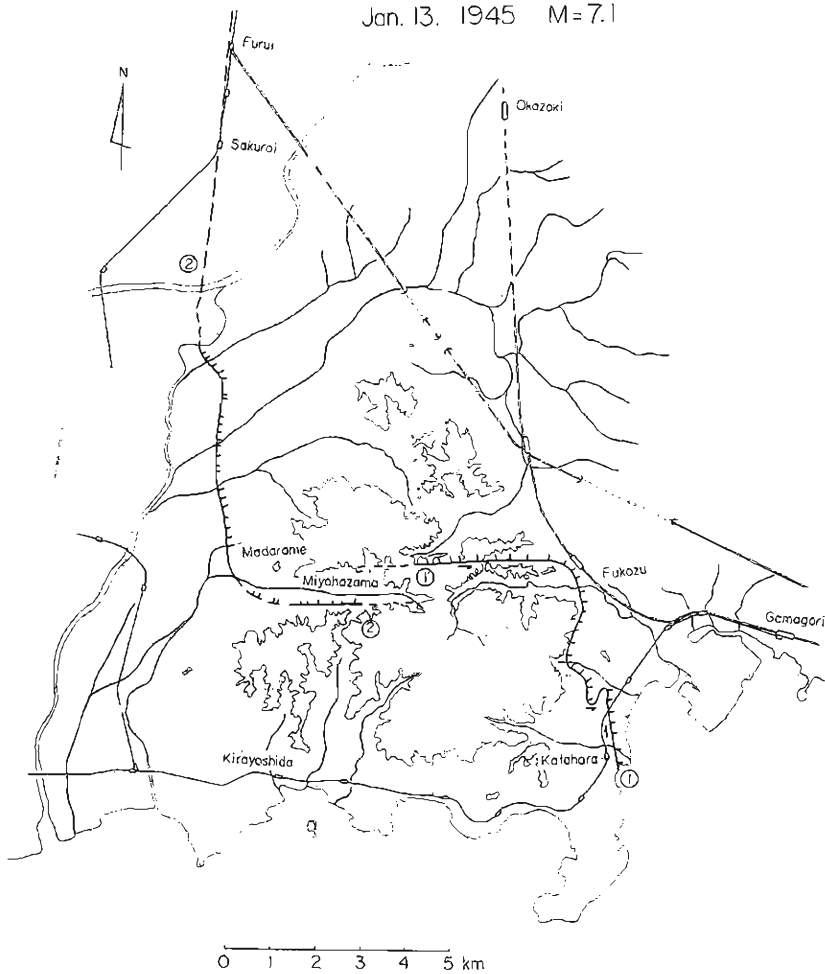 Jan. 13. 1945 M=7.1
Furui
N
Okazaki
Sakurai
②
Madarame
Miyahazama
①
Fukozu
②
Gamagori
Kirayoshida
Katahara
①
0 1 2 3 4 5 km